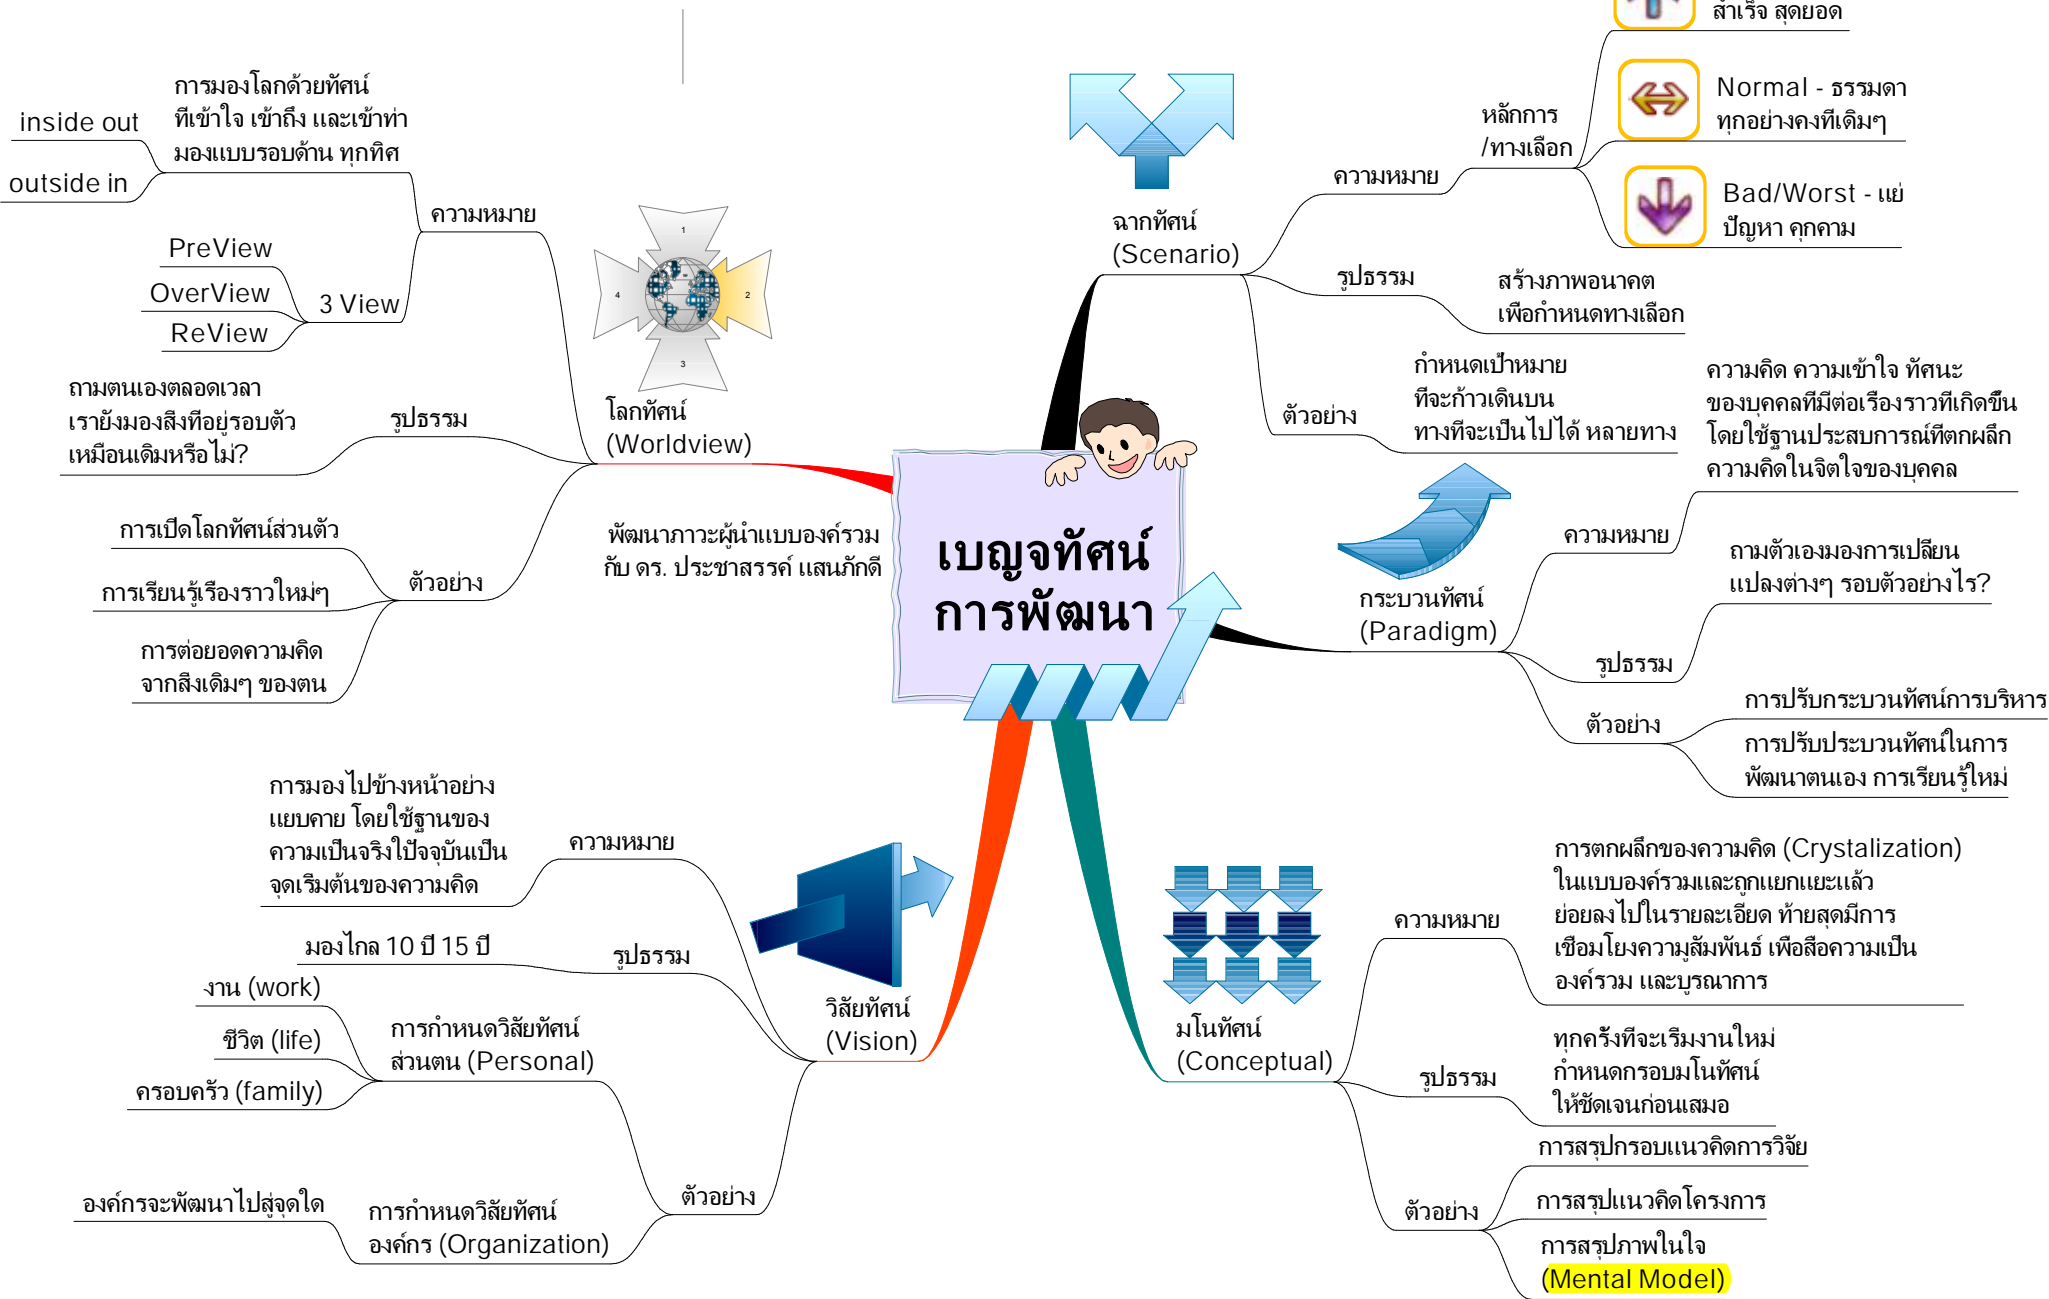 เบญจทัศน์
การพัฒนา
พัฒนาภาวะผู้นำแบบองค์รวม
กับ ดร. ประชาสรรค์ แสนภักดี
โลกทัศน์
(Worldview)
1
2
3
4
ความหมาย
การมองโลกด้วยทัศน์
ทีเข้าใจ เข้าถึง และเข้าท่า
มองแบบรอบด้าน ทุกทิศ
inside out
outside in
3 View
PreView
OverView
ReView
รูปธรรม
ถามตนเองตลอดเวลา
เรายังมองสิงทีอยู่รอบตัว
เหมือนเดิมหรือไม่?
ตัวอย่าง
การเปิดโลกทัศน์ส่วนตัว
การเรียนรู้เรืองราวใหม่ๆ
การต่อยอดความคิด
จากสิงเดิมๆ ของตน
ฉากทัศน์
(Scenario)
ความหมาย
หลักการ
/ทางเลือก
สำเร็จ สุดยอด
Normal - ธรรมดา
ทุกอย่างคงทีเดิมๆ
Bad/Worst - แย่
ปัญหา คุกคาม
รูปธรรม
สร้างภาพอนาคต
เพือกำหนดทางเลือก
ตัวอย่าง
กำหนดเป้าหมาย
ทีจะก้าวเดินบน
ทางทีจะเป็นไปได้ หลายทาง
กระบวนทัศน์
(Paradigm)
ความหมาย
ความคิด ความเข้าใจ ทัศนะ
ของบุคคลทีมีต่อเรืองราวทีเกิดขึน
โดยใช้ฐานประสบการณ์ทีตกผลึก
ความคิดในจิตใจของบุคคล
รูปธรรม
ถามตัวเองมองการเปลียน
แปลงต่างๆ รอบตัวอย่างไร?
ตัวอย่าง
การปรับกระบวนทัศน์การบริหาร
การปรับประบวนทัศน์ในการ
พัฒนาตนเอง การเรียนรู้ใหม่
วิสัยทัศน์
(Vision)
ความหมาย
การมองไปข้างหน้าอย่าง
แยบคาย โดยใช้ฐานของ
ความเป็นจริงใปัจจุบันเป็น
จุดเริมต้นของความคิด
รูปธรรม
มองไกล 10 ปี 15 ปี
ตัวอย่าง
การกำหนดวิสัยทัศน์
ส่วนตน (Personal)
งาน (work)
ชีวิต (life)
ครอบครัว (family)
การกำหนดวิสัยทัศน์
องค์กร (Organization)
องค์กรจะพัฒนาไปสู่จุดใด
มโนทัศน์
(Conceptual)
ความหมาย
การตกผลึกของความคิด (Crystalization)
ในแบบองค์รวมและถูกแยกแยะแล้ว
ย่อยลงไปในรายละเอียด ท้ายสุดมีการ
เชือมโยงความสัมพันธ์ เพือสือความเป็น
องค์รวม และบูรณาการ
รูปธรรม
ทุกครังทีจะเริมงานใหม่
กำหนดกรอบมโนทัศน์
ให้ชัดเจนก่อนเสมอ
ตัวอย่าง
การสรุปกรอบแนวคิดการวิจัย
การสรุปแนวคิดโครงการ
การสรุปภาพในใจ
(Mental Model)